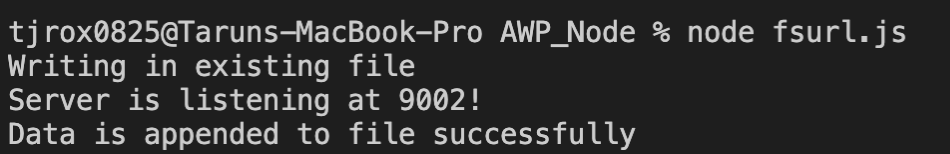 tjrox0825@Taruns-MacBook-Pro AWP_Node % node fsurl.js
Writing in existing file
Server is listening at 9002!
Data is appended to file successfully